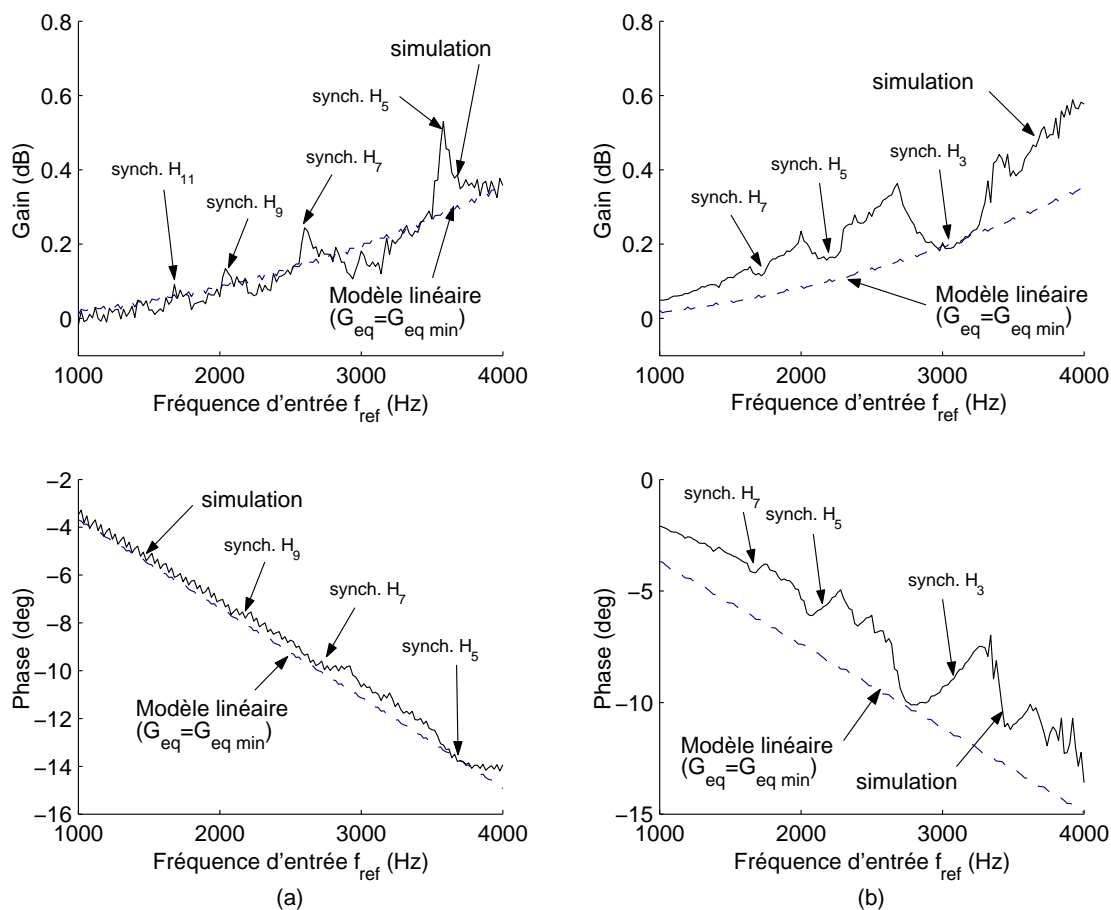 0.8
0.6
0.4
0.2
0
Gain (dB)
simulation
synch. H5
synch. H7
synch. H11
synch. H9
Modèle linéaire
(Geq=Geq min)
1000 2000 3000 4000
Fréquence d'entrée fref (Hz)
0.8
0.6
0.4
0.2
0
Gain (dB)
simulation
synch. H3
synch. H5
synch. H7
Modèle linéaire
(Geq=Geq min)
1000 2000 3000 4000
Fréquence d'entrée fref (Hz)
−2
−4
−6
−8
−10
−12
−14
−16
Phase (deg)
simulation
synch. H9
synch. H7
synch. H5
Modèle linéaire
(Geq=Geq min)
1000 2000 3000 4000
Fréquence d'entrée fref (Hz)
(a)
0
−5
−10
−15
Phase (deg)
synch. H7
synch. H5
synch. H3
Modèle linéaire
(Geq=Geq min)
simulation
1000 2000 3000 4000
Fréquence d'entrée fref (Hz)
(b)